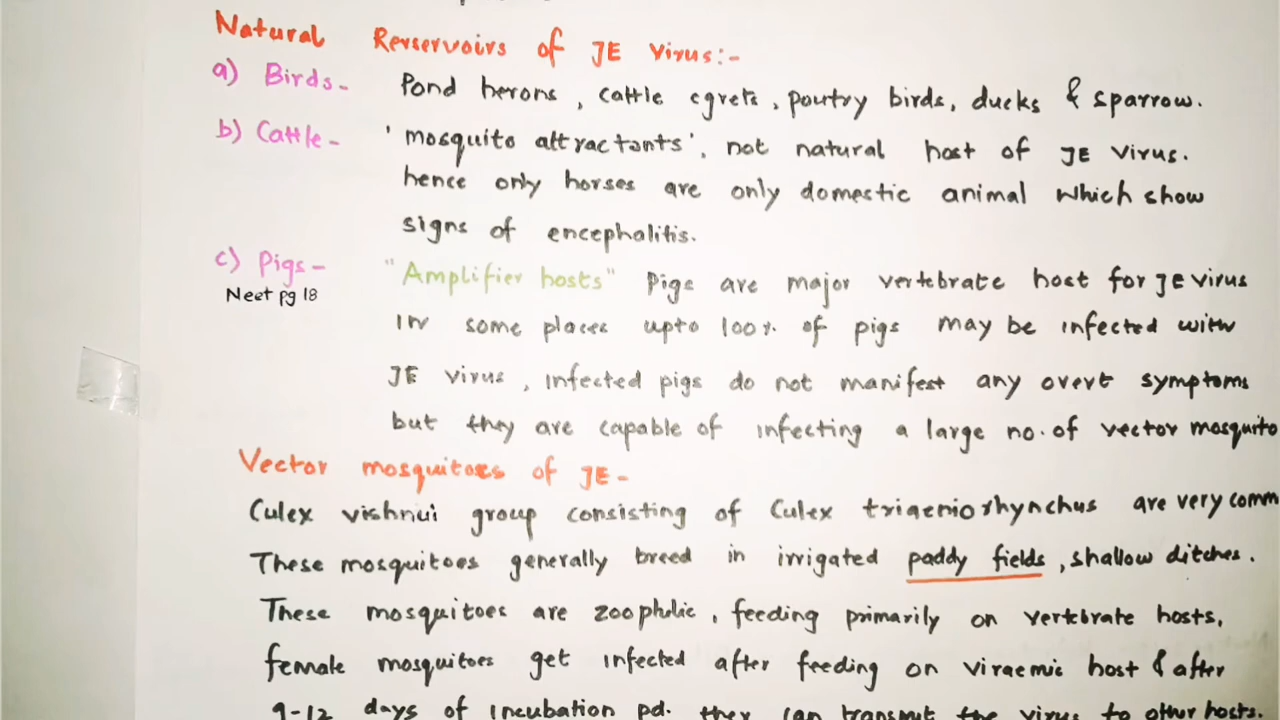 Natural Rerservoirs of JE Virus:-
a) Birds- Pond herons, cattle egrets, poutry birds, ducks & sparrow.
b) Cattle- 'mosquito attractants', not natural host of JE virus.
hence only horses are only domestic animal which show
signs of encephalitis.
c) Pigs- "Amplifier hosts" Pigs are major vertebrate host for JE virus
Neet pg 18
In some places upto 100% of pigs may be infected with
JE virus, infected pigs do not manifest any overt symptoms
but they are capable of infecting a large no. of vector mosquito
Vector mosquitoes of JE-
Culex vishnui group consisting of Culex trigeniorhynchus are very comm
These mosquitoes generally breed in irrigated paddy fields, shallow ditches.
These mosquitoes are zoophilic, feeding primarily on vertebrate hosts,
female mosquitoes get infected after feeding on viraemic host & after
9-12 days of incubation pd. they can transmit the virus to other hosts.